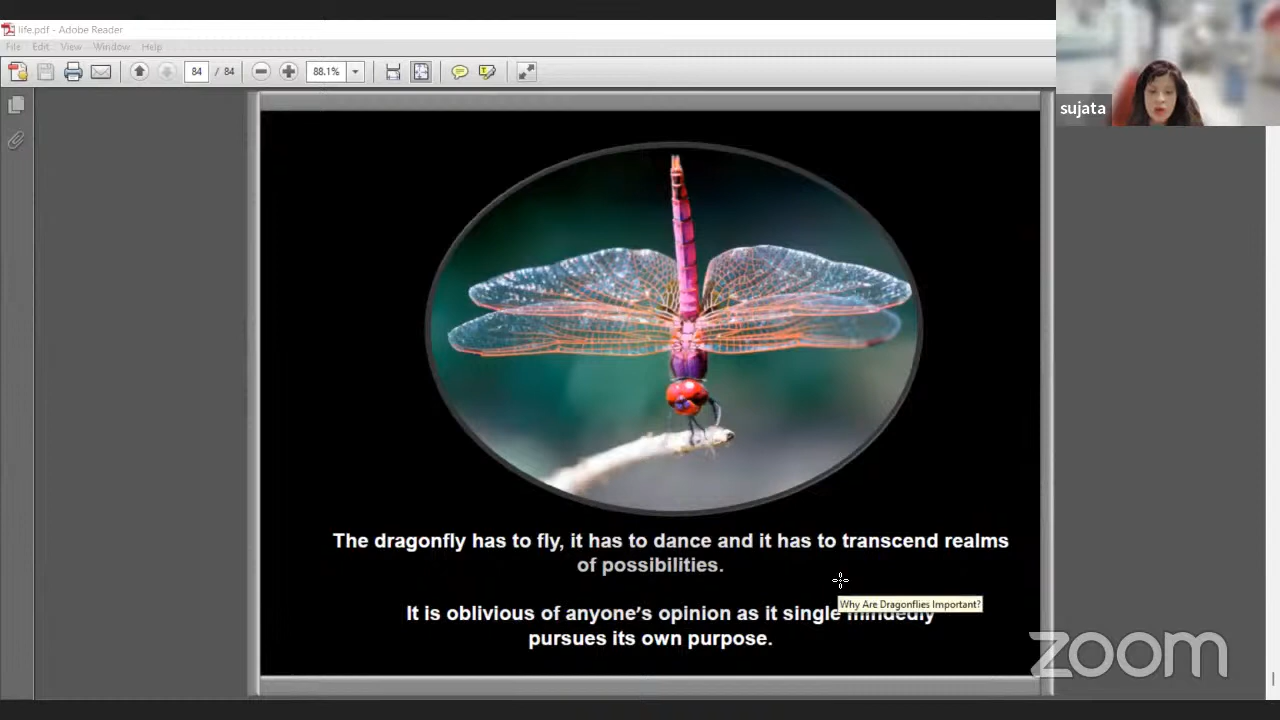 life.pdf - Adobe Reader
File Edit View Window Help
84 / 84 88.1%
sujata
The dragonfly has to fly, it has to dance and it has to transcend realms
of possibilities.
Why Are Dragonflies Important?
It is oblivious of anyone's opinion as it single mindedly
pursues its own purpose.
zoom